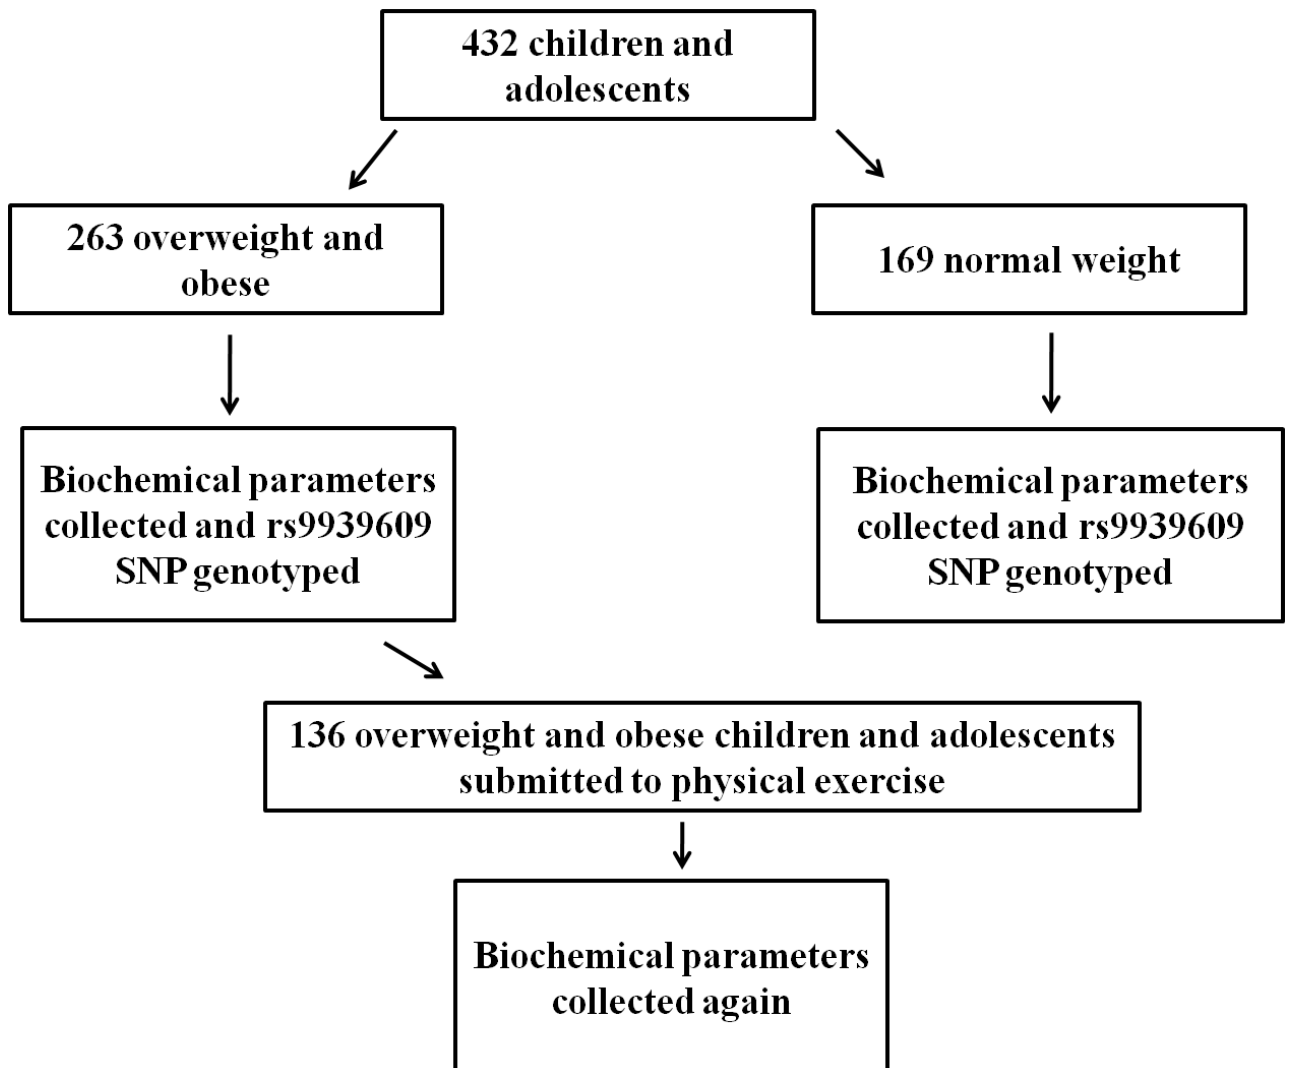 432 children and
adolescents
263 overweight and
obese
169 normal weight
Biochemical parameters
collected and rs9939609
SNP genotyped
Biochemical parameters
collected and rs9939609
SNP genotyped
136 overweight and obese children and adolescents
submitted to physical exercise
Biochemical parameters
collected again